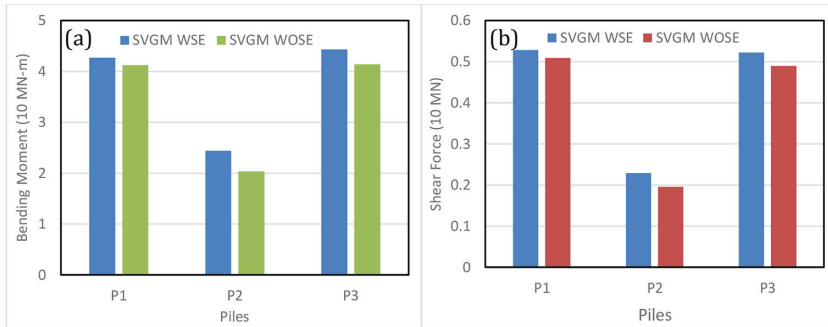 (a)
SVGM WSE
SVGM WOSE
Bending Moment (10 MN-m)
5
4
3
2
1
0
P1
P2
P3
Piles
(b)
SVGM WSE
SVGM WOSE
Shear Force (10 MN)
0.6
0.5
0.4
0.3
0.2
0.1
0
P1
P2
P3
Piles